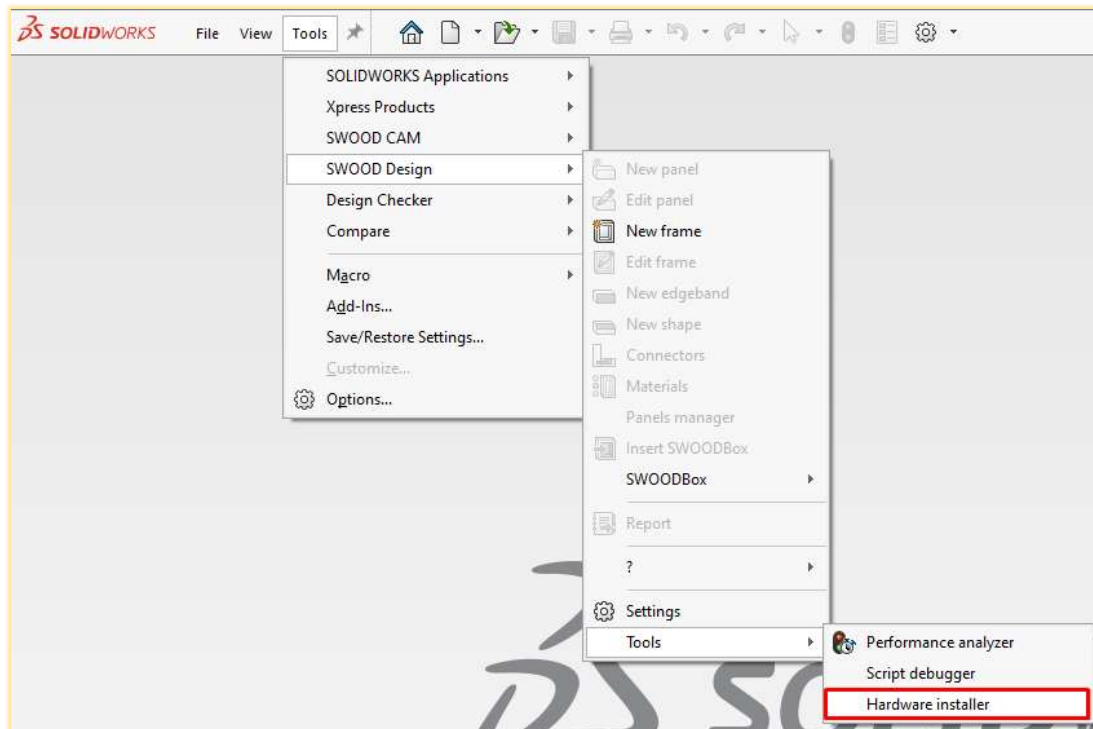 SOLIDWORKS File View Tools
SOLIDWORKS Applications
Xpress Products
SWOOD CAM
SWOOD Design
Design Checker
Compare
Macro
Add-Ins...
Save/Restore Settings...
Customize...
Options...
New panel
Edit panel
New frame
Edit frame
New edgeband
New shape
Connectors
Materials
Panels manager
Insert SWOODBox
SWOODBox
Report
?
Settings
Tools
Performance analyzer
Script debugger
Hardware installer